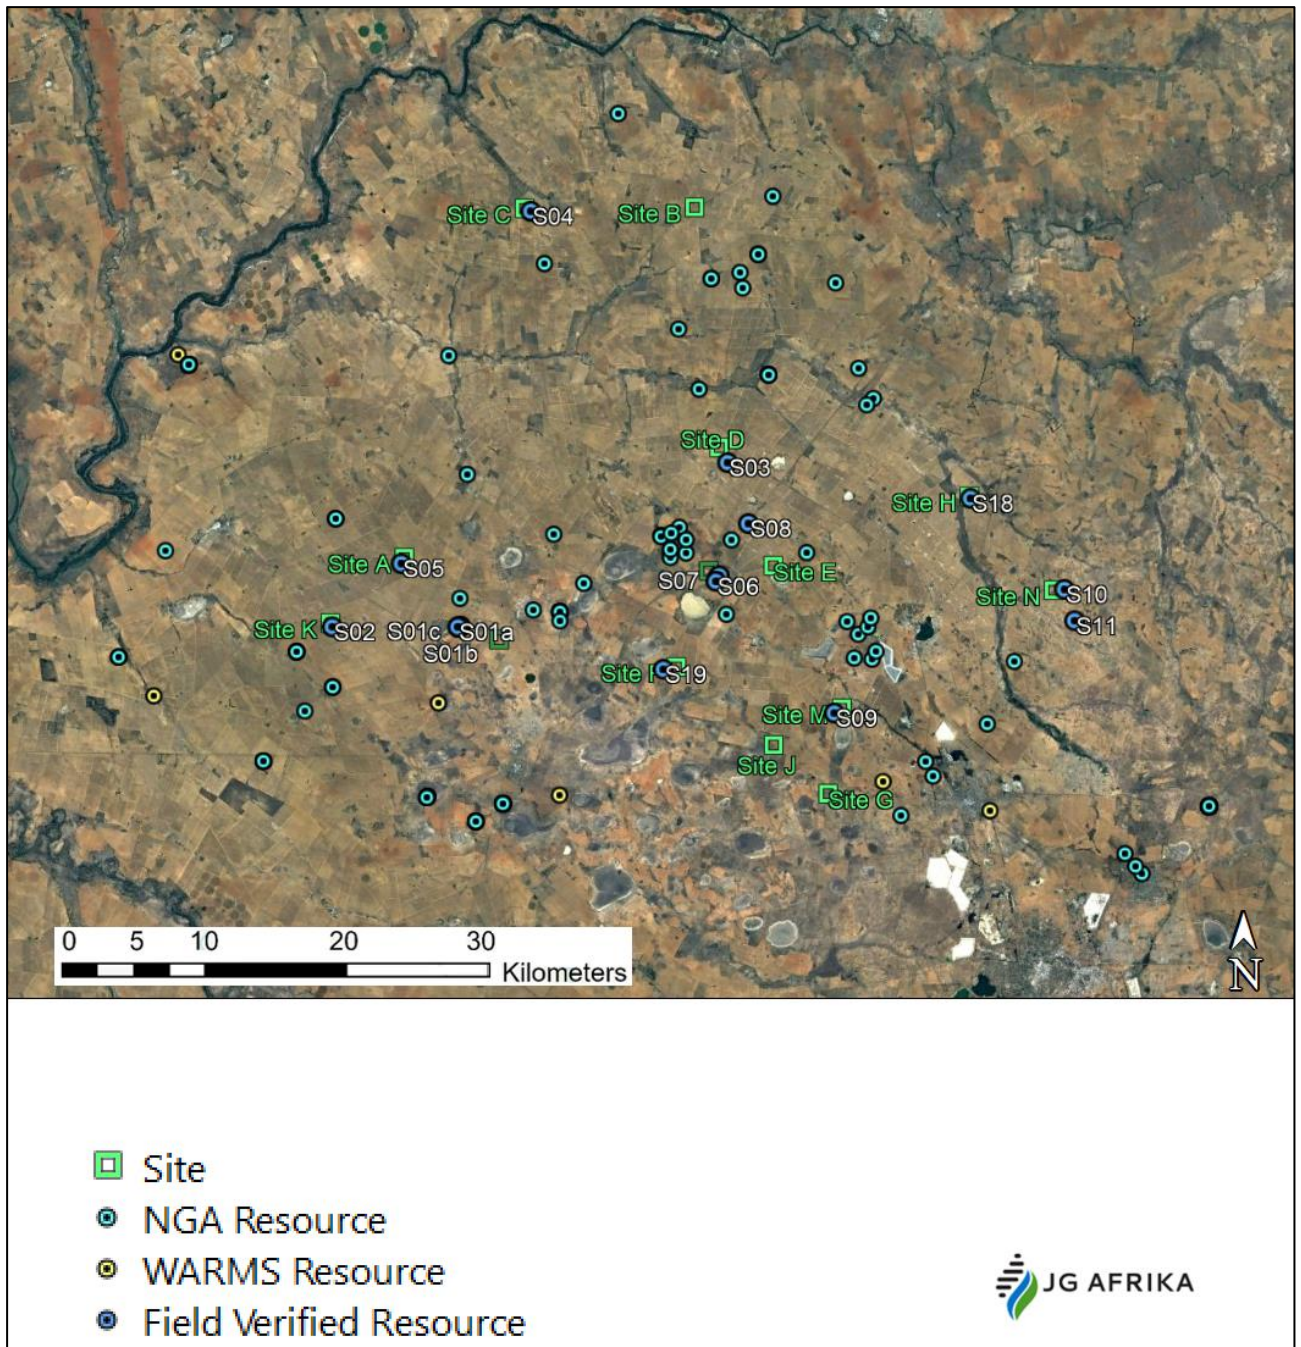 Site C
S04
Site B
Site D
S03
Site H
S18
S08
Site A
S05
S07
S06
Site E
Site N
S10
S11
Site K
S02
S01c
S01a
S01b
Site
S19
Site M
S09
Site J
Site G
0 5 10 20 30
Kilometers
N
Site
NGA Resource
WARMS Resource
Field Verified Resource
JG AFRIKA